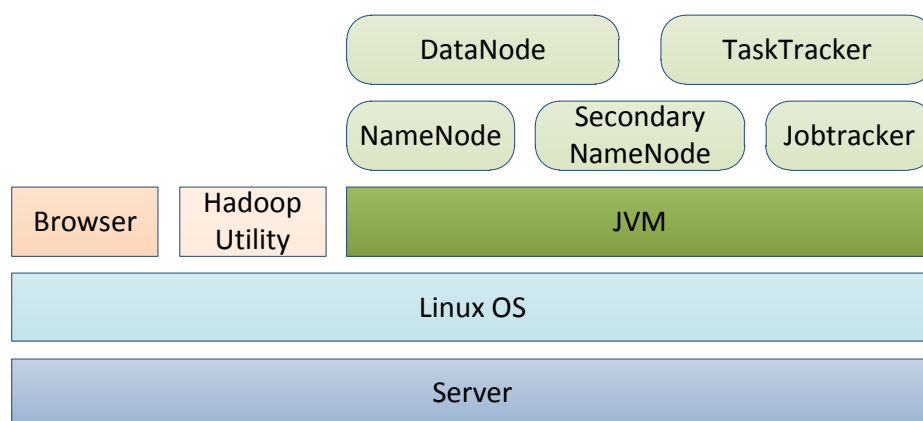 DataNode
TaskTracker
NameNode
Secondary
NameNode
Jobtracker
Browser
Hadoop
Utility
JVM
Linux OS
Server